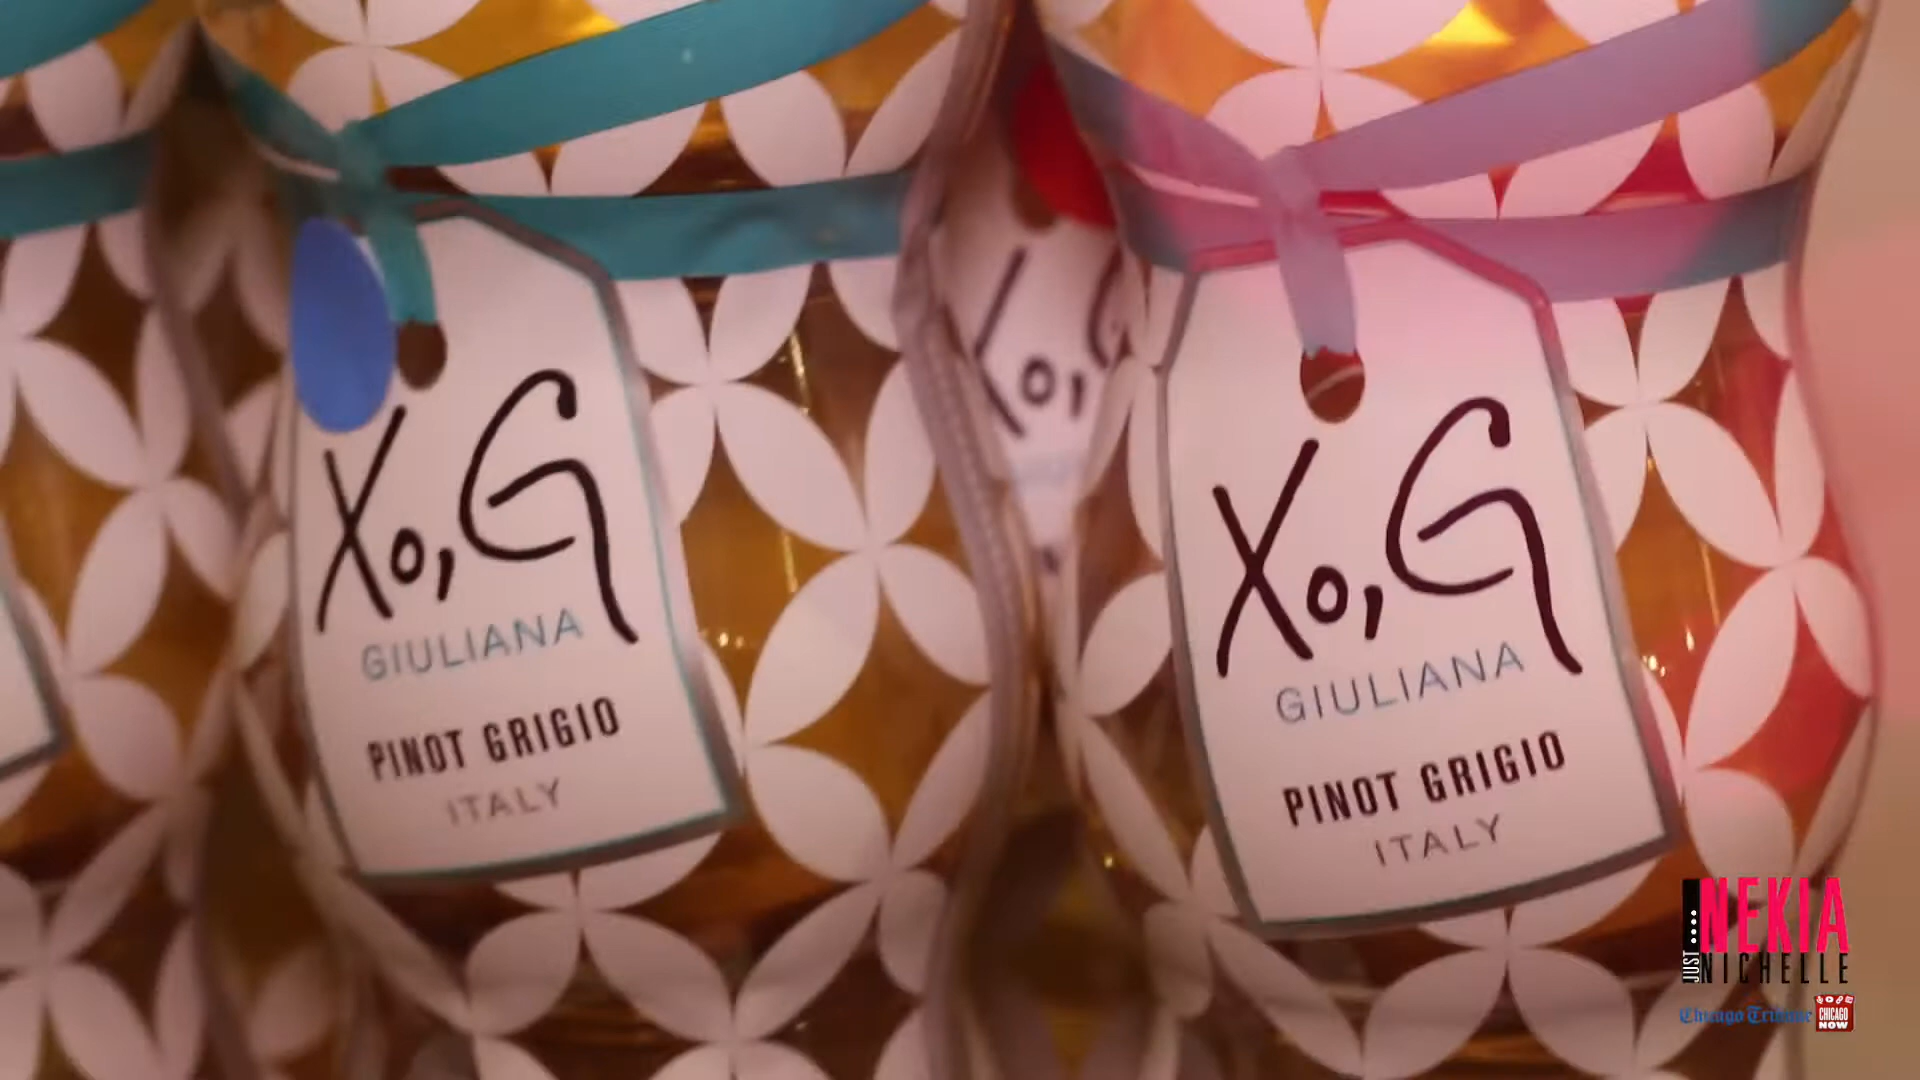 Xo, G
GIULIANA
PINOT GRIGIO
ITALY
Xo, G
GIULIANA
PINOT GRIGIO
ITALY
o,
JUST
NEKIA
NICHELLE
Chicago Tribune
CHICAGO
NOW